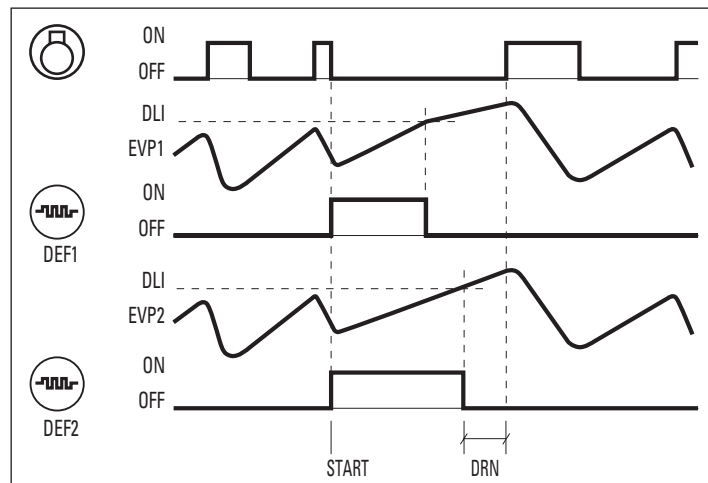 ON
OFF
DLI
EVP1
ON
OFF
DEF1
DLI
EVP2
ON
OFF
DEF2
START DRN